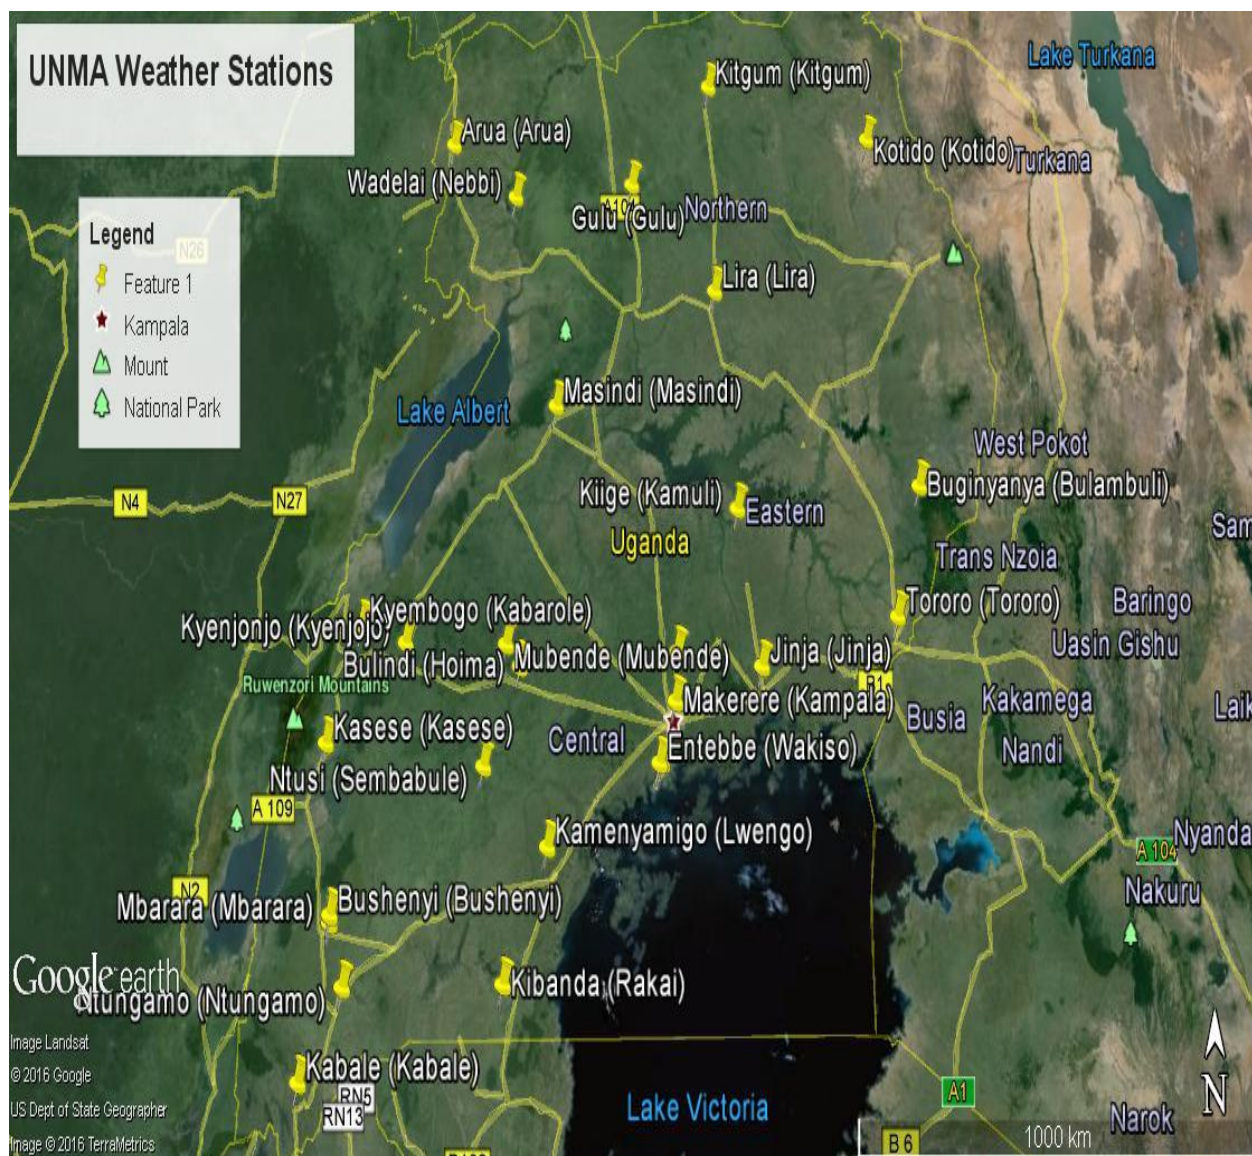 UNMA Weather Stations
Kitgum (Kitgum)
Lake Turkana
Arua (Arua)
Kotido (Kotido)
Turkana
Wadelai (Nebbi)
Northern
Gulu (Gulu)
Legend
Feature 1
Kampala
Mount
National Park
N26
Lira (Lira)
Masindi (Masindi)
Lake Albert
West Pokot
Kiige (Kamuli)
Buginyanya (Bulambuli)
N4
N27
Eastern
Uganda
Sam
Trans Nzoia
Kyembogo (Kabarole)
Tororo (Tororo)
Baringo
Kyenjonjo (Kyenjojo)
Uasin Gishu
Bulindi (Hoima)
Mubende (Mubende)
Jinja (Jinja)
Ruwenzori Mountains
B1
Makerere (Kampala)
Kakamega
Laik
Busia
Kasese (Kasese)
Central
Entebbe (Wakiso)
Nandi
Ntusi (Sembabule)
A 109
Kamenyamigo (Lwengo)
Nyanda
A 104
N2
Nakuru
Mbarara (Mbarara)
Bushenyi (Bushenyi)
Google earth
Ntungamo (Ntungamo)
Kibanda (Rakai)
Image Landsat
© 2016 Google
Kabale (Kabale)
RN5
US Dept of State Geographer
RN13
Lake Victoria
A1
N
Narok
Image © 2016 TerraMetrics
B 6
1000 km